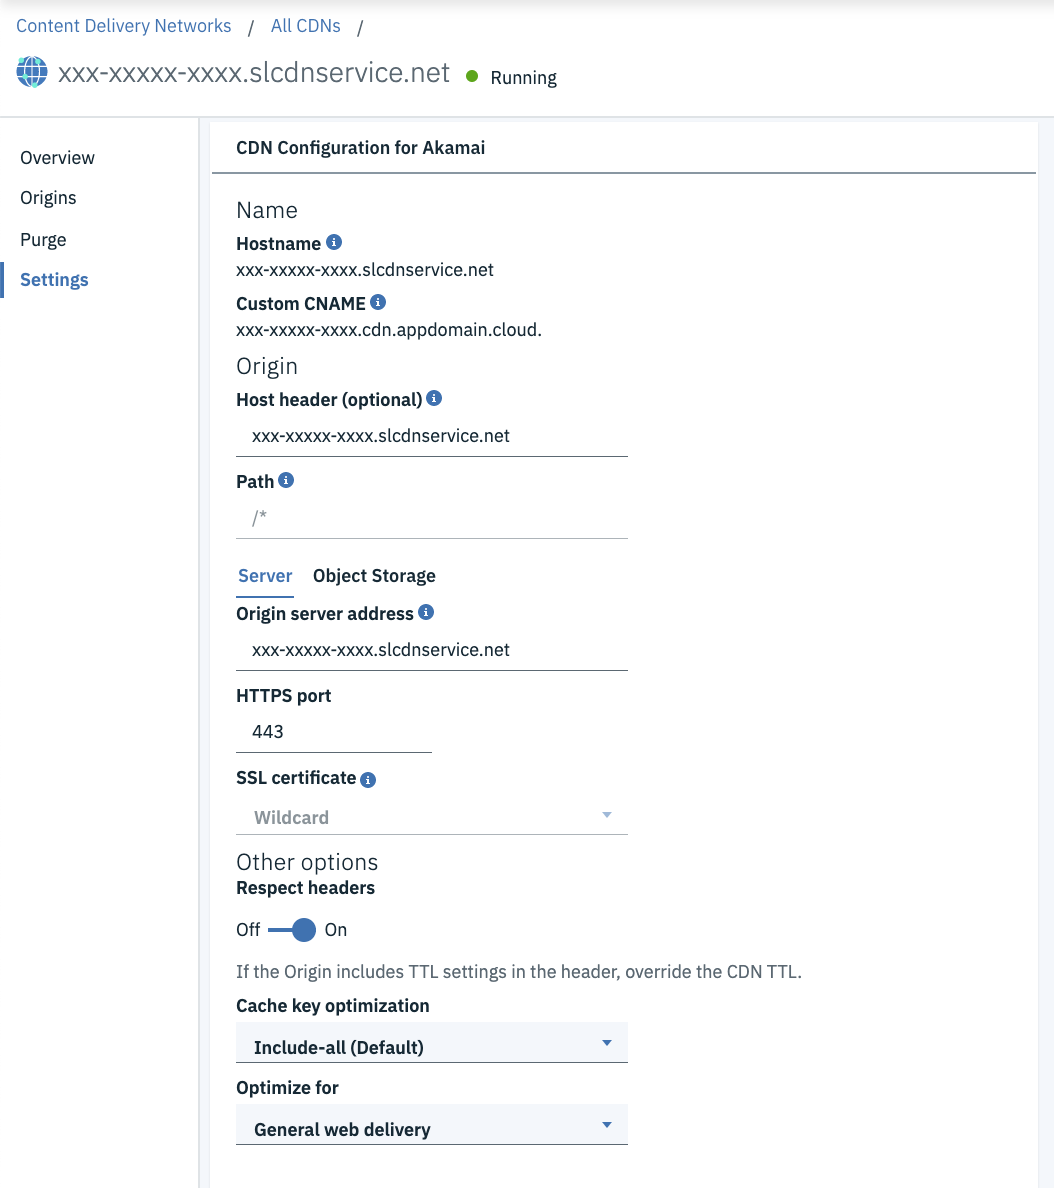 Content Delivery Networks / All CDNs /
xxx-xxxxx-xxxx.slcdnservice.net Running
Overview
Origins
Purge
Settings
CDN Configuration for Akamai
Name
Hostname
xxx-xxxxx-xxxx.slcdnservice.net
Custom CNAME
xxx-xxxxx-xxxx.cdn.appdomain.cloud.
Origin
Host header (optional)
xxx-xxxxx-xxxx.slcdnservice.net
Path
/*
Server Object Storage
Origin server address
xxx-xxxxx-xxxx.slcdnservice.net
HTTPS port
443
SSL certificate
Wildcard
Other options
Respect headers
Off On
If the Origin includes TTL settings in the header, override the CDN TTL.
Cache key optimization
Include-all (Default)
Optimize for
General web delivery